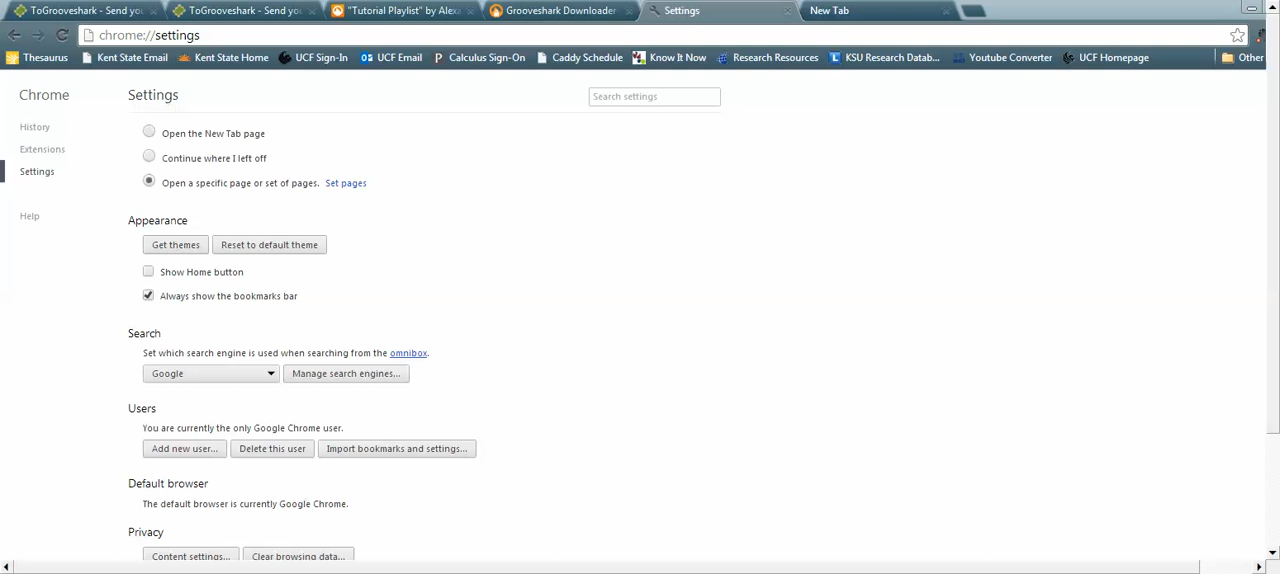 ToGrooveshark - Send you
ToGrooveshark - Send you
"Tutorial Playlist" by Alexa
Grooveshark Downloader
Settings
New Tab
chrome://settings
Thesaurus
Kent State Email
Kent State Home
UCF Sign-In
UCF Email
Calculus Sign-On
Caddy Schedule
Know It Now
Research Resources
KSU Research Datab...
Youtube Converter
UCF Homepage
Other
Chrome
History
Extensions
Settings
Help
Settings
Search settings
Open the New Tab page
Continue where I left off
Open a specific page or set of pages. Set pages
Appearance
Get themes
Reset to default theme
Show Home button
Always show the bookmarks bar
Search
Set which search engine is used when searching from the omnibox.
Google
Manage search engines...
Users
You are currently the only Google Chrome user.
Add new user...
Delete this user
Import bookmarks and settings...
Default browser
The default browser is currently Google Chrome.
Privacy
Content settings...
Clear browsing data...